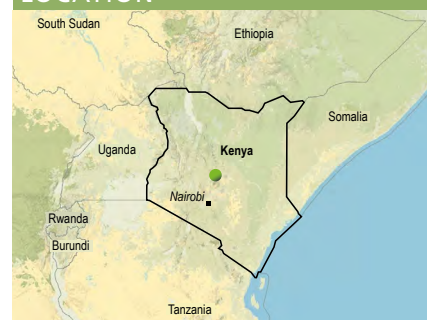 LOCATION
South Sudan
Ethiopia
Somalia
Uganda
Kenya
Nairobi
Rwanda
Burundi
Tanzania